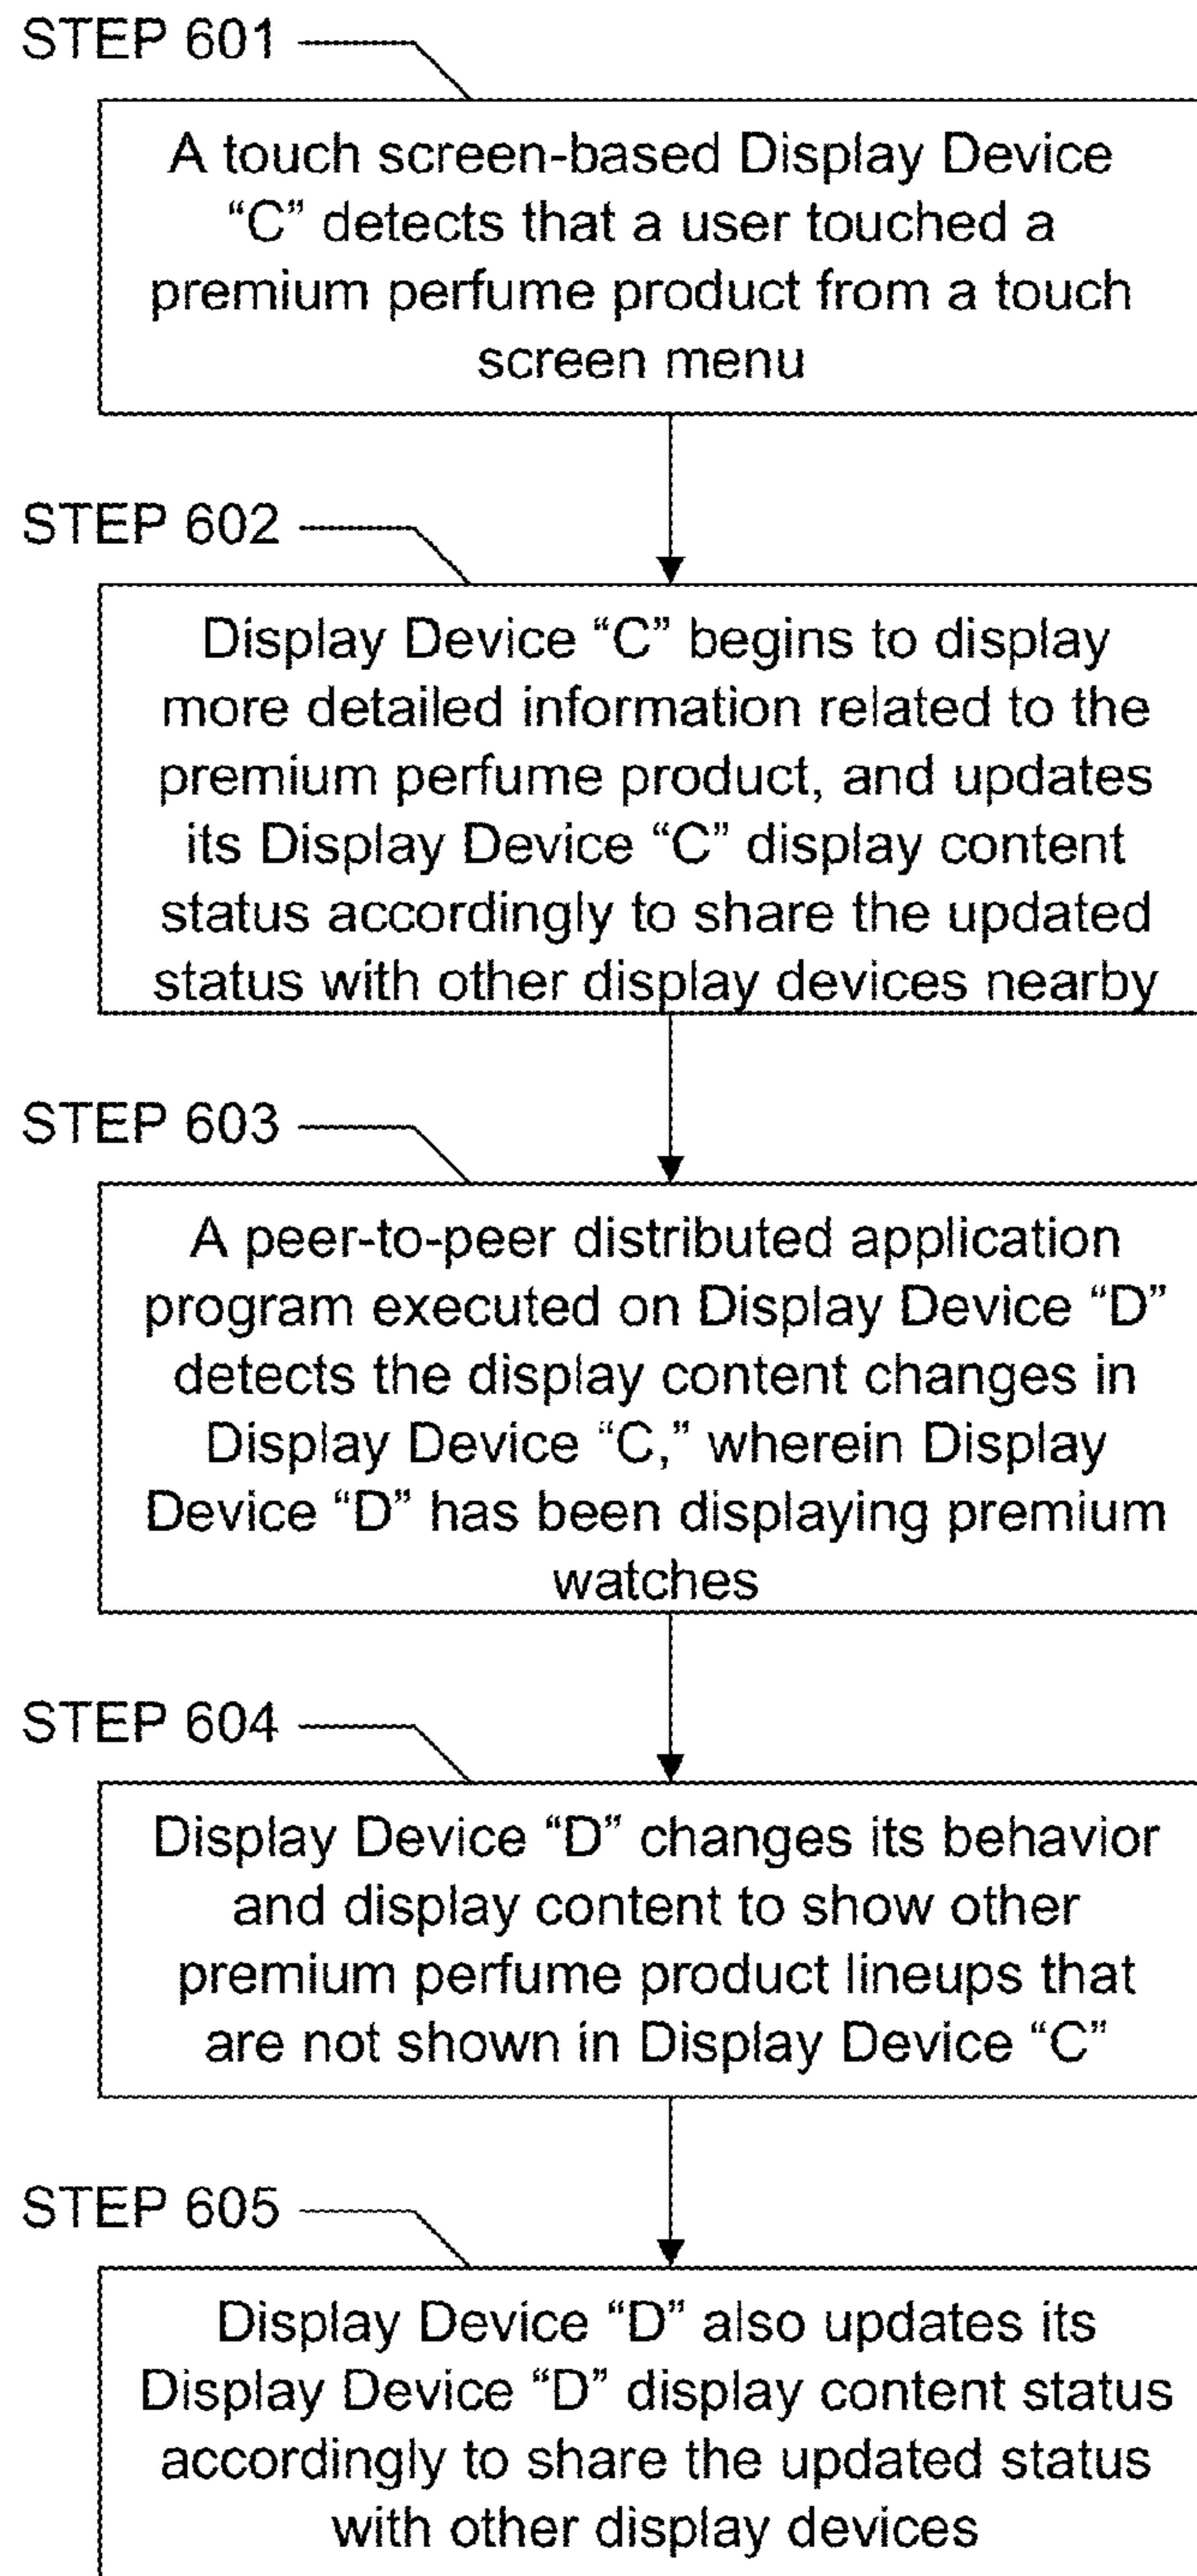 STEP 601
A touch screen-based Display Device
“C” detects that a user touched a
premium perfume product from a touch
screen menu
STEP 602
Display Device “C” begins to display
more detailed information related to the
premium perfume product, and updates
its Display Device “C” display content
status accordingly to share the updated
status with other display devices nearby
STEP 603
A peer-to-peer distributed application
program executed on Display Device “D”
detects the display content changes in
Display Device “C,” wherein Display
Device “D” has been displaying premium
watches
STEP 604
Display Device “D” changes its behavior
and display content to show other
premium perfume product lineups that
are not shown in Display Device “C”
STEP 605
Display Device “D” also updates its
Display Device “D” display content status
accordingly to share the updated status
with other display devices